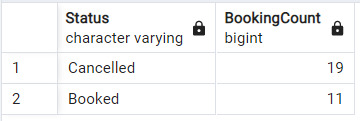 Status BookingCount
character varying bigint
1 Cancelled 19
2 Booked 11